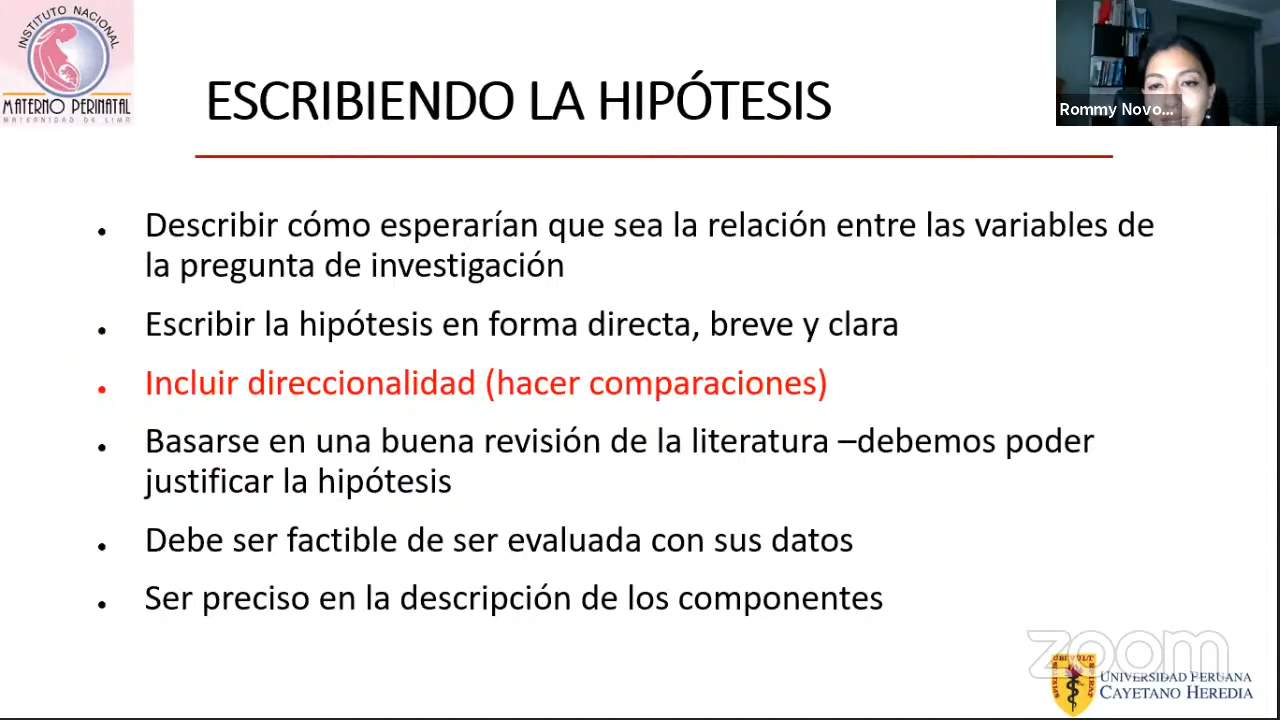 INSTITUTO NACIONAL
MATERNO PERINATAL
MATERNIDAD DE LIMA
ESCRIBIENDO LA HIPÓTESIS
Rommy Novo...
• Describir cómo esperarían que sea la relación entre las variables de
la pregunta de investigación
• Escribir la hipótesis en forma directa, breve y clara
• Incluir direccionalidad (hacer comparaciones)
• Basarse en una buena revisión de la literatura –debemos poder
justificar la hipótesis
• Debe ser factible de ser evaluada con sus datos
• Ser preciso en la descripción de los componentes
zoom
UNIVERSIDAD PERUANA
CAYETANO HEREDIA